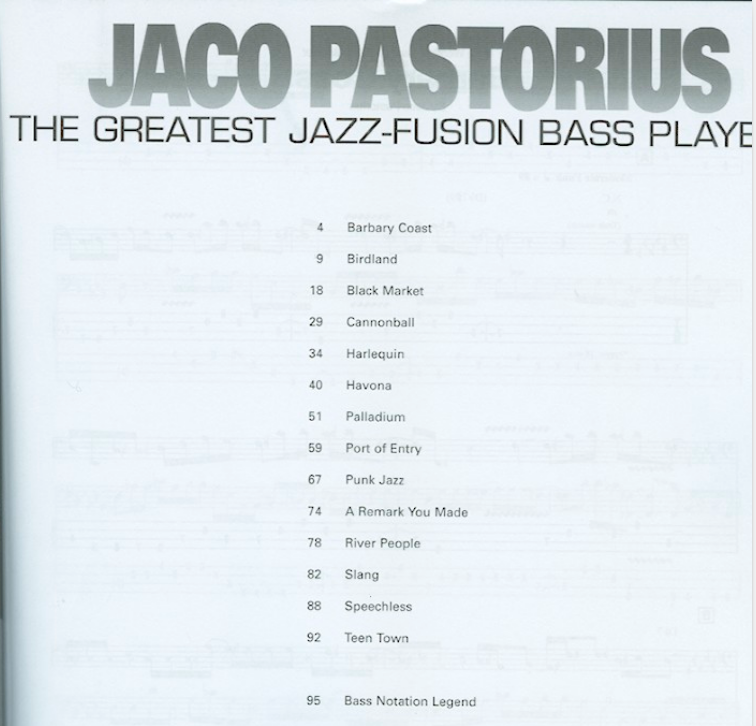 JACO PASTORIUS
THE GREATEST JAZZ-FUSION BASS PLAYE
4 Barbary Coast
9 Birdland
18 Black Market
29 Cannonball
34 Harlequin
40 Havona
51 Palladium
59 Port of Entry
67 Punk Jazz
74 A Remark You Made
78 River People
82 Slang
88 Speechless
92 Teen Town
95 Bass Notation Legend